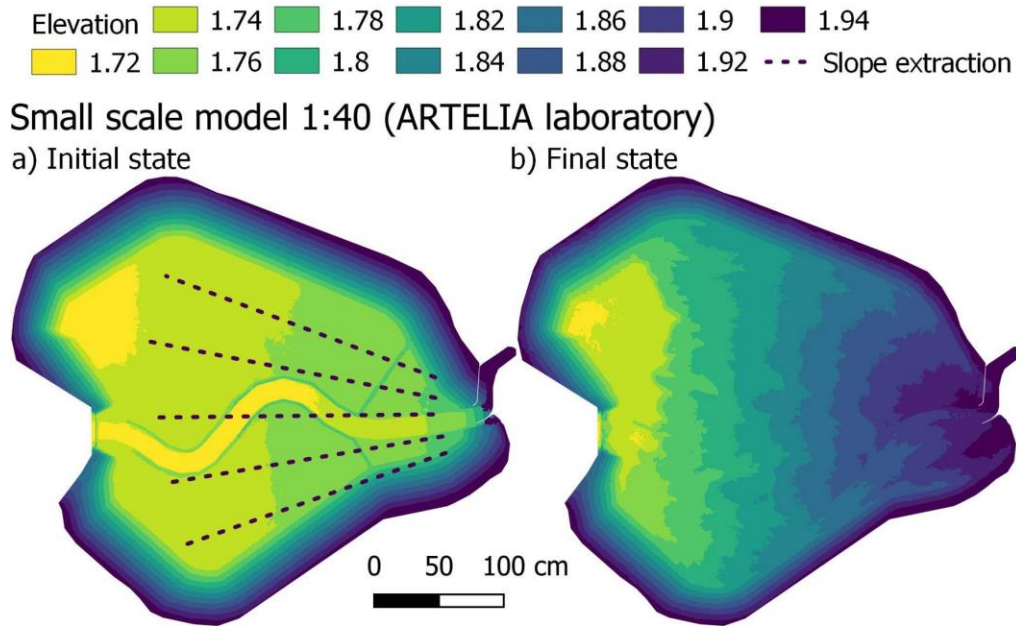 Elevation 1.74 1.78 1.82 1.86 1.9 1.94
1.72 1.76 1.8 1.84 1.88 1.92 Slope extraction
Small scale model 1:40 (ARTELIA laboratory)
a) Initial state b) Final state
0 50 100 cm